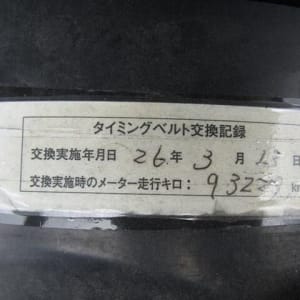 タイミングベルト交換記録
交換実施年月日 26年 3月 日
交換実施時のメーター走行キロ: km